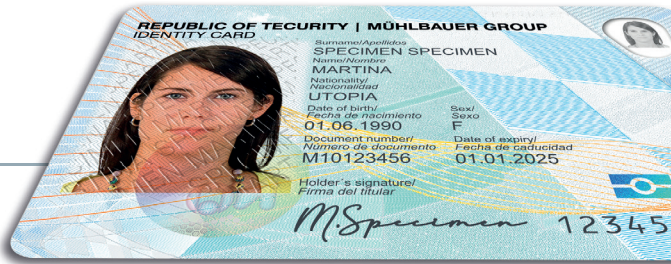 REPUBLIC OF TECURITY | MÜHLBAUER GROUP
IDENTITY CARD
Surname/Apellidos
SPECIMEN SPECIMEN
Name/Nombre
MARTINA
Nationality/
Nacionalidad
UTOPIA
Date of birth/ Sex/
Fecha de nacimiento Sexo
01.06.1990 F
Document number/ Date of expiry/
Número de documento Fecha de caducidad
M10123456 01.01.2025
Holder's signature/
Firma del titular
M.Specimen 12345